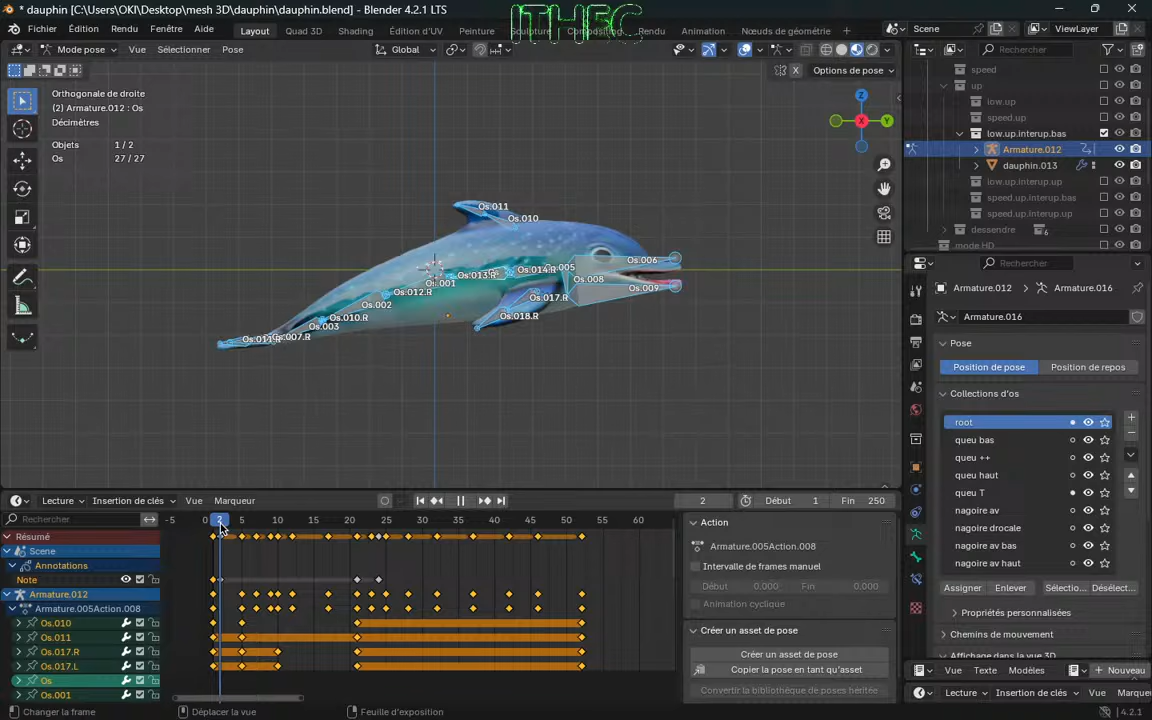 * dauphin [C:\Users\OKI\Desktop\mesh 3D\dauphin\dauphin.blend] - Blender 4.2.1 LTS
ITHEC
Fichier Édition Rendu Fenêtre Aide Layout Quad 3D Shading Édition d'UV Peinture Compositing Rendu Animation Nœuds de géométrie Scene ViewLayer
Mode pose Vue Sélectionner Pose Global Rechercher
X Options de pose
Orthogonale de droite
(2) Armature.012 : Os
Décimètres
Objets 1 / 2
Os 27 / 27
Z
X
Y
speed
up
low.up
speed.up
low.up.interup.bas
Armature.012
dauphin.013
low.up.interup.up
speed.up.interup.bas
speed.up.interup.up
dessendre 6
mode HD
Os.011
Os.010
Os.006
Os.013.R
Os.014.R
.005
Os.001
Os.008
Os.009
Os.012.R
Os.017.R
Os.002
Os.010.R
Os.018.R
Os.003
Os.007.R
Os.011.R
Rechercher
Armature.012 Armature.016
Armature.016
Pose
Position de pose Position de repos
Collections d'os
root
queu bas
queu ++
queu haut
queu T
nagoire av
nagoire drocale
nagoire av bas
nagoire av haut
Assigner Enlever Sélectio... Désélect...
Propriétés personnalisées
Chemins de mouvement
Affichage dans la vue 3D
Vue Texte Modèles Nouveau
Lecture Insertion de clés Vue Marque
Lecture Insertion de clés Vue Marqueur 2 Début 1 Fin 250
Rechercher -5 0 2 5 10 15 20 25 30 35 40 45 50 55 60
Résumé
Scene
Annotations
Note
Armature.012
Armature.005Action.008
Os.010
Os.011
Os.017.R
Os.017.L
Os
Os.001
Action
Armature.005Action.008
Intervalle de frames manuel
Début 0.000 Fin 0.000
Animation cyclique
Créer un asset de pose
Créer un asset de pose
Copier la pose en tant qu'asset
Convertir la bibliothèque de poses héritée
Changer la frame Déplacer la vue Feuille d'exposition 4.2.1